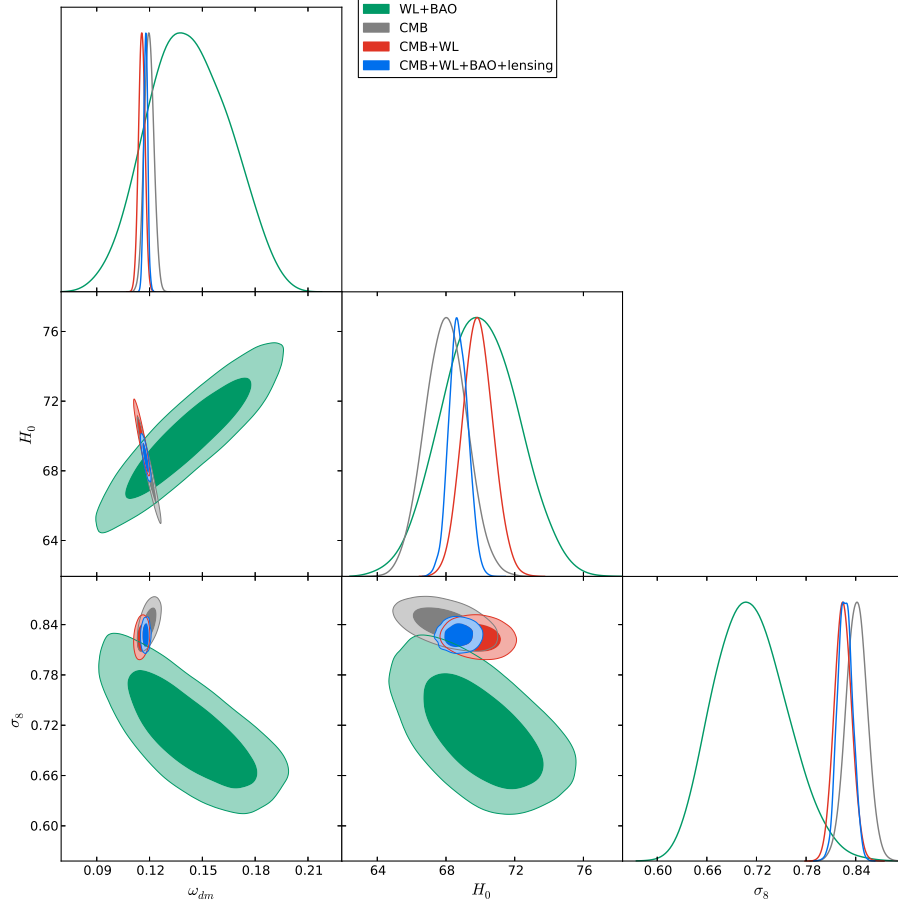 WL+BAO
CMB
CMB+WL
CMB+WL+BAO+lensing
76
72
68
64
H₀
0.84
0.78
0.72
0.66
0.60
σ₈
0.09 0.12 0.15 0.18 0.21
ω_dm
64 68 72 76
H₀
0.60 0.66 0.72 0.78 0.84
σ₈